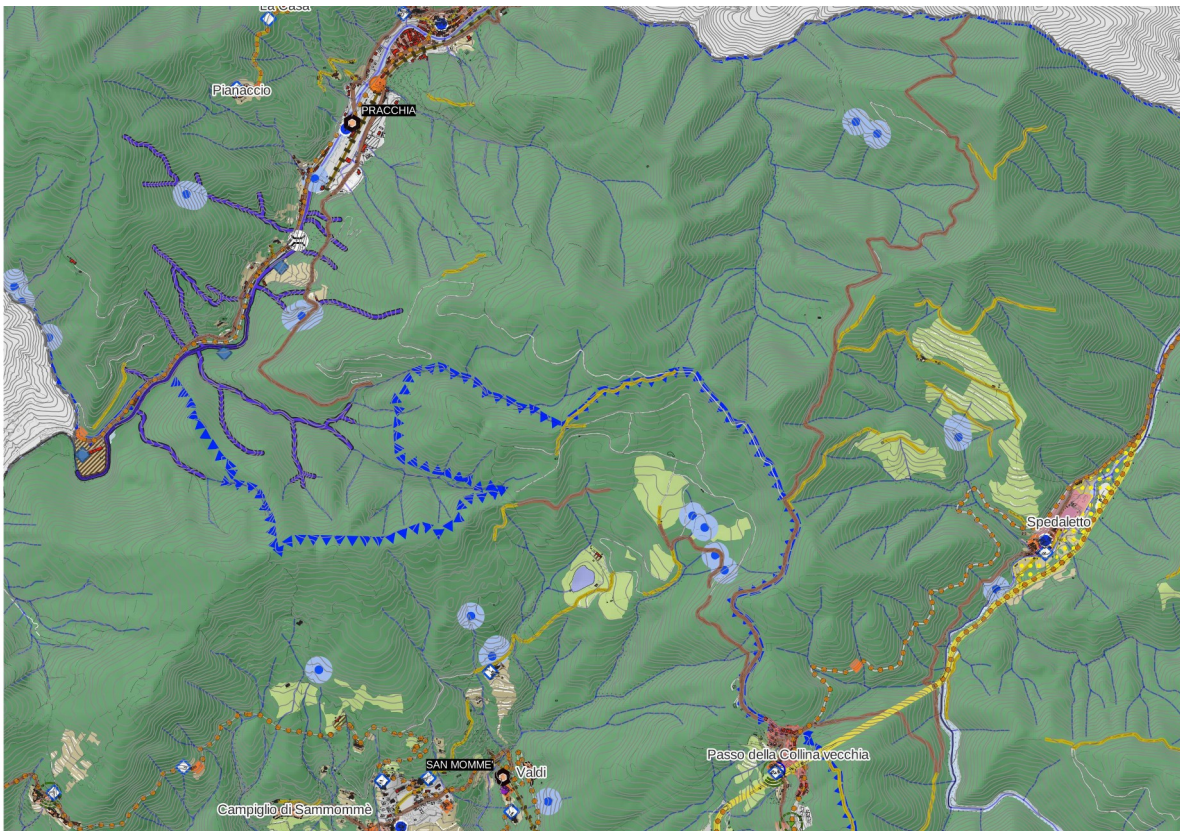 La Casa
Pianaccio
PRACCHIA
Spedaletto
Passo della Collina vecchia
SAN MOMME'
Valdi
Campiglio di Sammommè